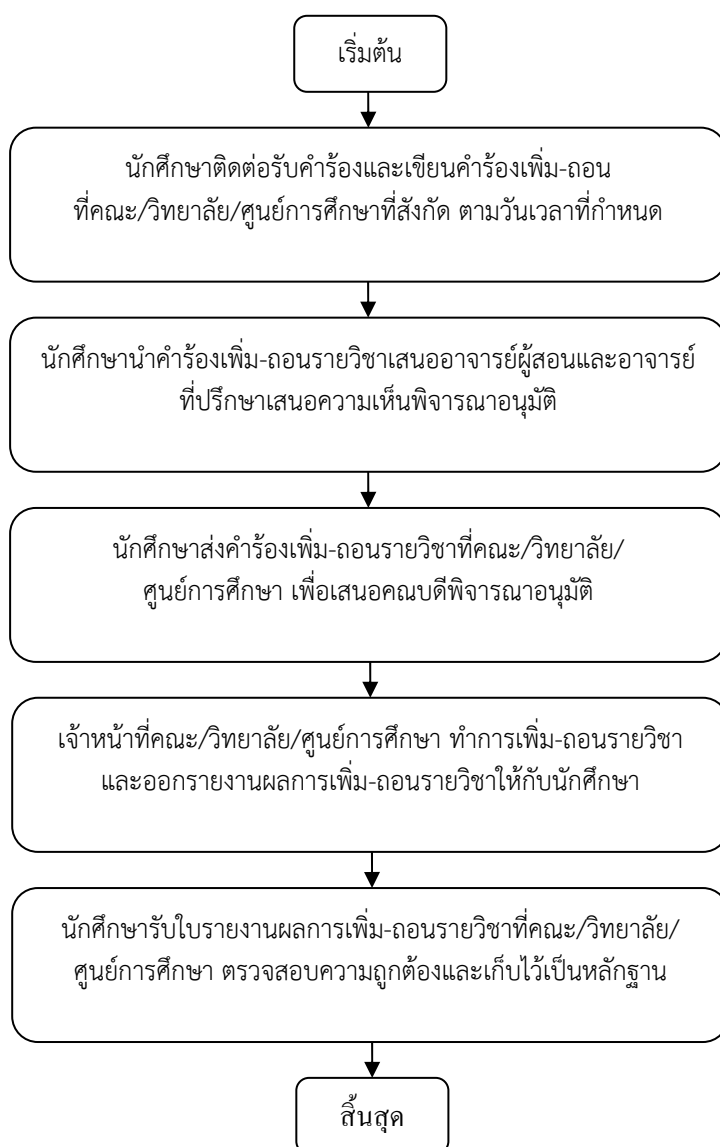 เริ่มต้น
นักศึกษาติดต่อรับคำร้องและเขียนคำร้องเพิ่ม-ถอน
ที่คณะ/วิทยาลัย/ศูนย์การศึกษาที่สังกัด ตามวันเวลาที่กำหนด
นักศึกษานำคำร้องเพิ่ม-ถอนรายวิชาเสนออาจารย์ผู้สอนและอาจารย์
ที่ปรึกษาเสนอความเห็นพิจารณาอนุมัติ
นักศึกษาส่งคำร้องเพิ่ม-ถอนรายวิชาที่คณะ/วิทยาลัย/
ศูนย์การศึกษา เพื่อเสนอคณบดีพิจารณาอนุมัติ
เจ้าหน้าที่คณะ/วิทยาลัย/ศูนย์การศึกษา ทำการเพิ่ม-ถอนรายวิชา
และออกรายงานผลการเพิ่ม-ถอนรายวิชาให้กับนักศึกษา
นักศึกษารับใบรายงานผลการเพิ่ม-ถอนรายวิชาที่คณะ/วิทยาลัย/
ศูนย์การศึกษา ตรวจสอบความถูกต้องและเก็บไว้เป็นหลักฐาน
สิ้นสุด